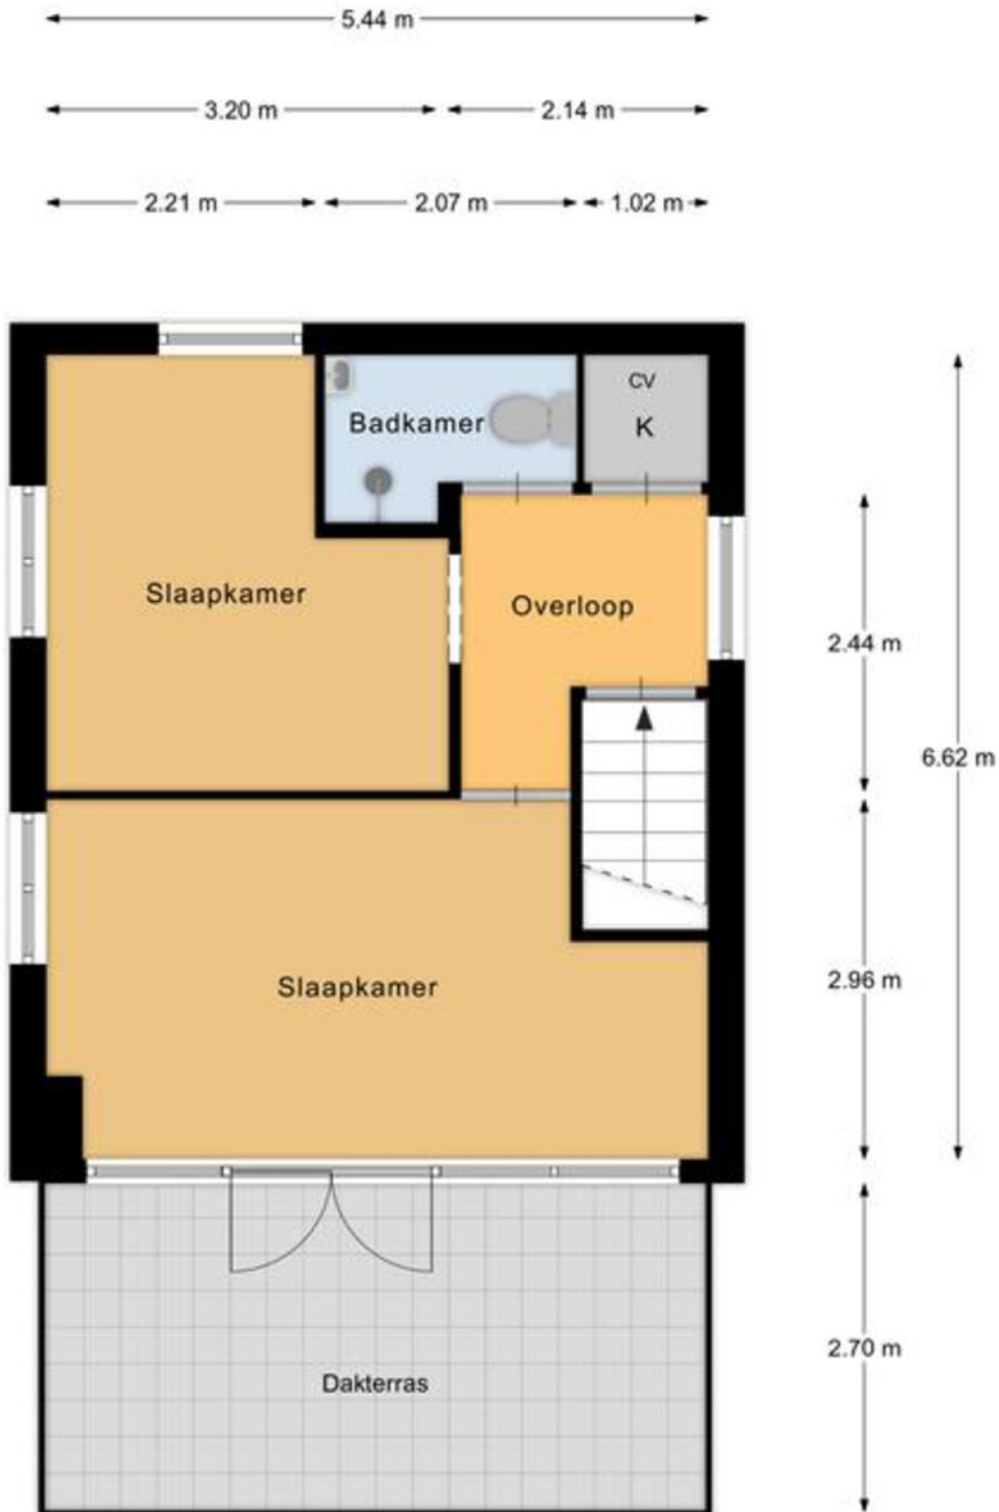 5.44 m
3.20 m
2.14 m
2.21 m
2.07 m
1.02 m
CV
K
Badkamer
Slaapkamer
Overloop
2.44 m
6.62 m
Slaapkamer
2.96 m
2.70 m
Dakterras